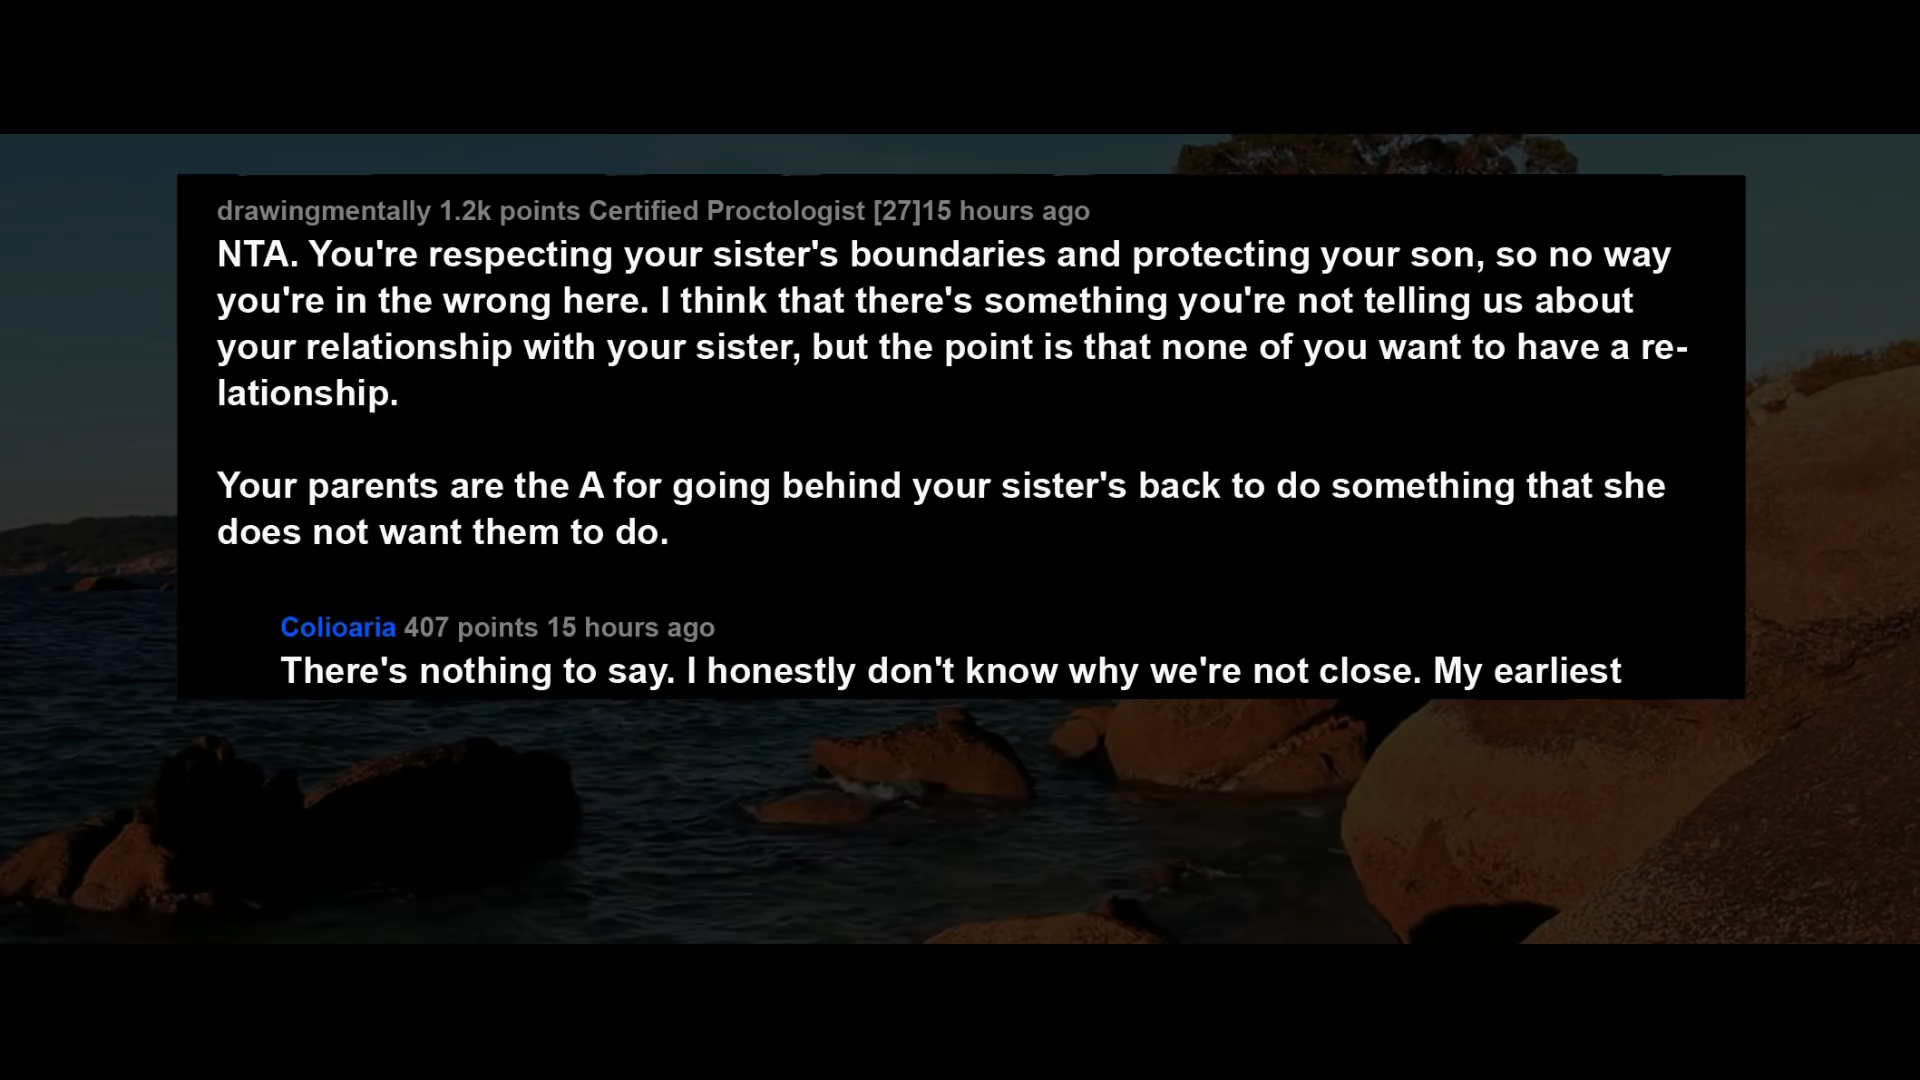 drawingmentally 1.2k points Certified Proctologist [27]15 hours ago
NTA. You're respecting your sister's boundaries and protecting your son, so no way
you're in the wrong here. I think that there's something you're not telling us about
your relationship with your sister, but the point is that none of you want to have a re-
lationship.
Your parents are the A for going behind your sister's back to do something that she
does not want them to do.
Colioaria 407 points 15 hours ago
There's nothing to say. I honestly don't know why we're not close. My earliest